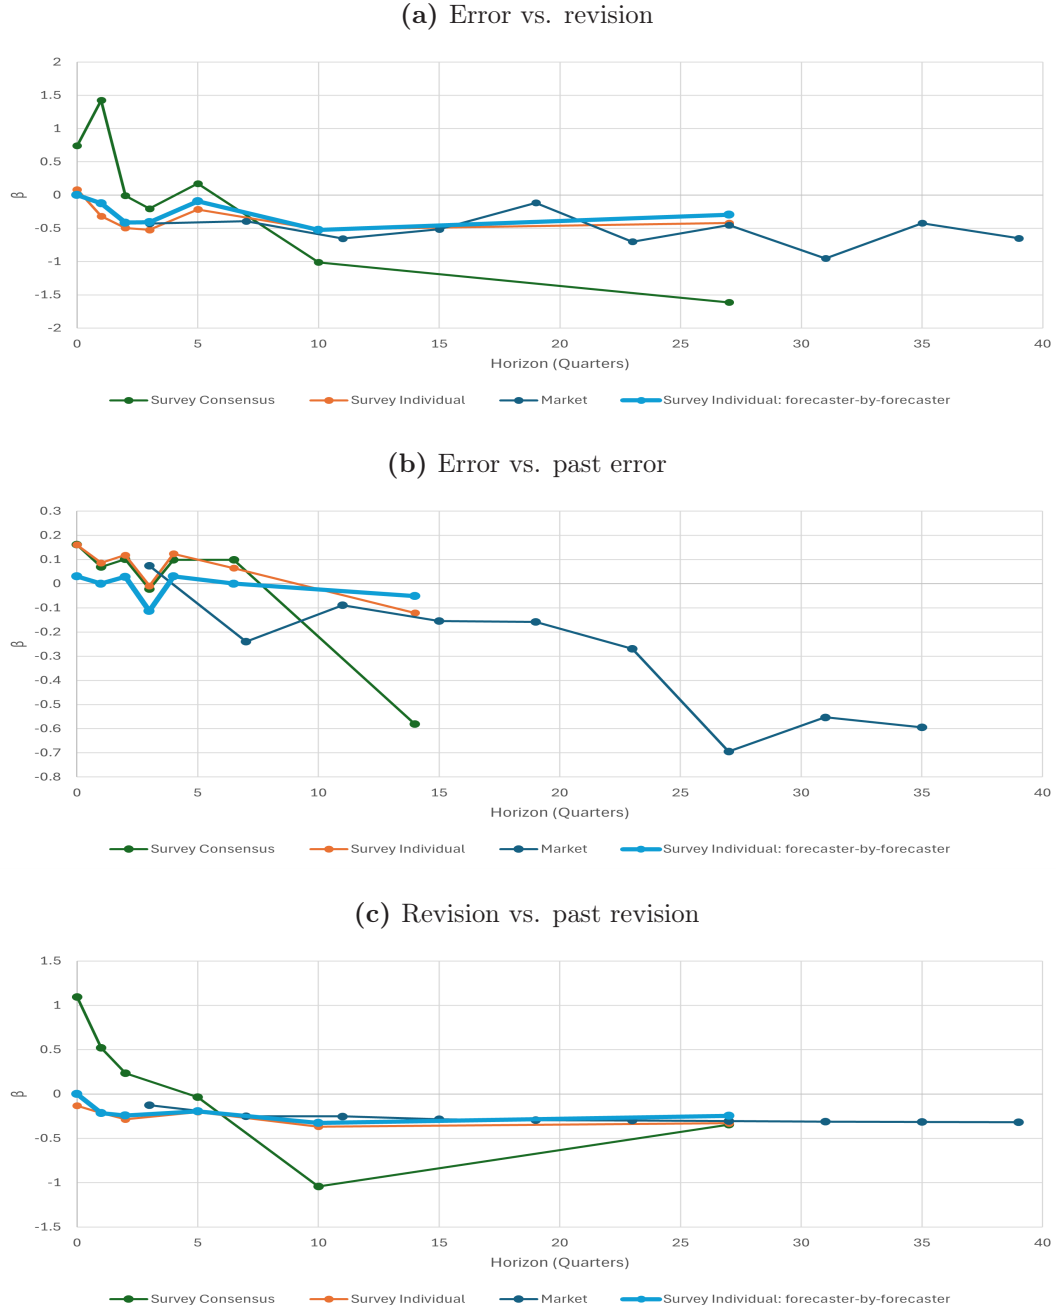 (a) Error vs. revision
2
1.5
1
0.5
0
-0.5
-1
-1.5
-2
β
0 5 10 15 20 25 30 35 40
Horizon (Quarters)
Survey Consensus Survey Individual Market Survey Individual: forecaster-by-forecaster
(b) Error vs. past error
0.3
0.2
0.1
0
-0.1
-0.2
-0.3
-0.4
-0.5
-0.6
-0.7
-0.8
β
0 5 10 15 20 25 30 35 40
Horizon (Quarters)
Survey Consensus Survey Individual Market Survey Individual: forecaster-by-forecaster
(c) Revision vs. past revision
1.5
1
0.5
0
-0.5
-1
-1.5
β
0 5 10 15 20 25 30 35 40
Horizon (Quarters)
Survey Consensus Survey Individual Market Survey Individual: forecaster-by-forecaster